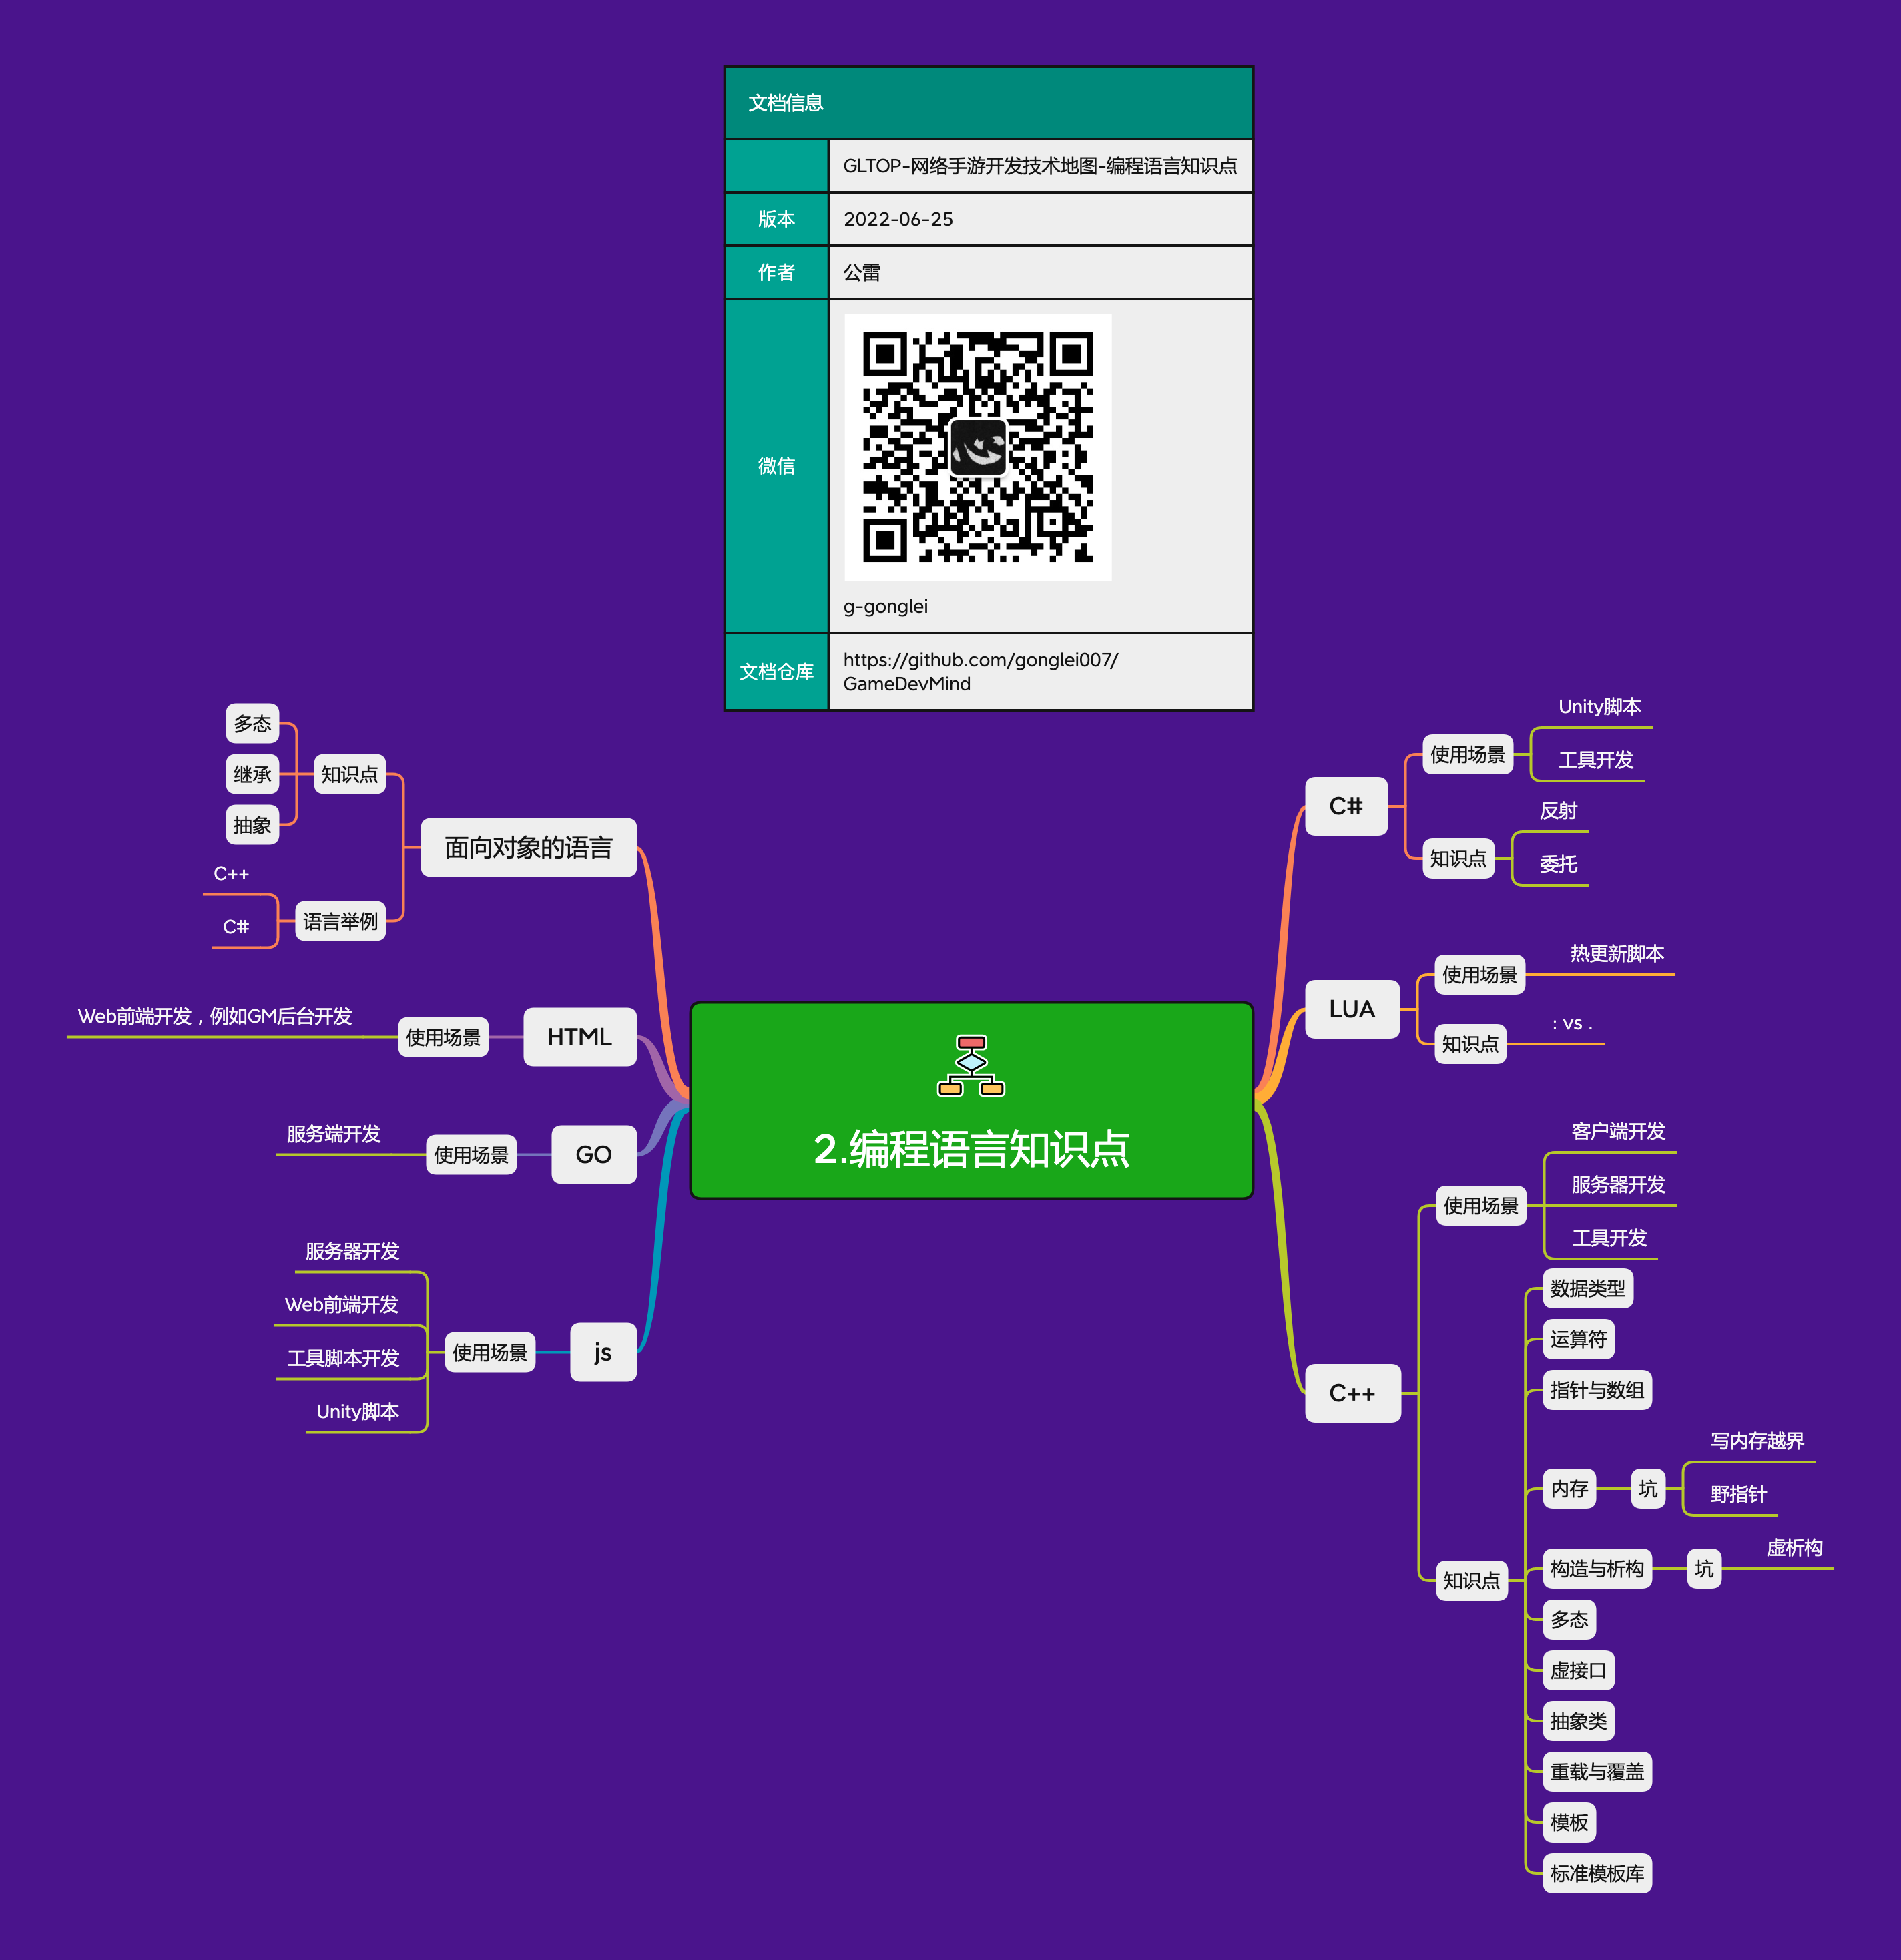 文档信息
GLTOP-网络手游开发技术地图-编程语言知识点
版本
2022-06-25
作者
公雷
微信
g-gonglei
文档仓库
https://github.com/gonglei007/
GameDevMind
2.编程语言知识点
面向对象的语言
知识点
多态
继承
抽象
语言举例
C++
C#
HTML
使用场景
Web前端开发，例如GM后台开发
GO
使用场景
服务端开发
js
使用场景
服务器开发
Web前端开发
工具脚本开发
Unity脚本
C#
使用场景
Unity脚本
工具开发
知识点
反射
委托
LUA
使用场景
热更新脚本
知识点
: vs .
C++
使用场景
客户端开发
服务器开发
工具开发
知识点
数据类型
运算符
指针与数组
内存
坑
写内存越界
野指针
构造与析构
坑
虚析构
多态
虚接口
抽象类
重载与覆盖
模板
标准模板库